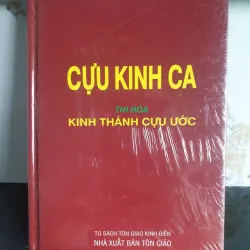 CỰU KINH CA
THI HÓA
KINH THÁNH CỰU ƯỚC
TỦ SÁCH TÔN GIÁO KINH ĐIỂN
NHÀ XUẤT BẢN TÔN GIÁO